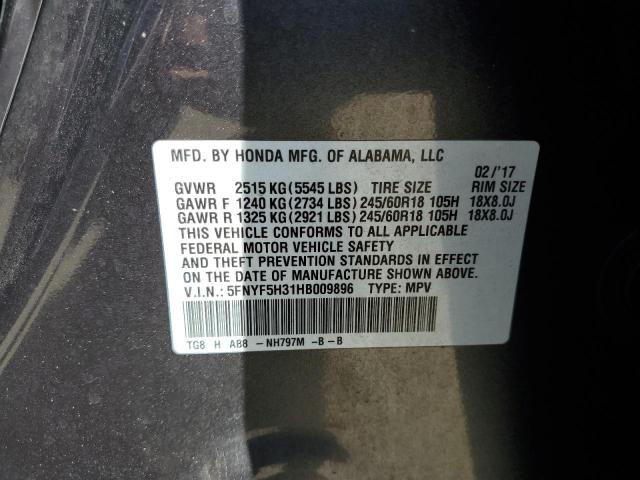 MFD. BY HONDA MFG. OF ALABAMA, LLC
02/'17
GVWR 2515 KG(5545 LBS) TIRE SIZE RIM SIZE
GAWR F 1240 KG(2734 LBS)245/60R18 105H 18X8.0J
GAWR R 1325 KG(2921 LBS)245/60R18 105H 18X8.0J
THIS VEHICLE CONFORMS TO ALL APPLICABLE
FEDERAL MOTOR VEHICLE SAFETY
AND THEFT PREVENTION STANDARDS IN EFFECT
ON THE DATE OF MANUFACTURE SHOWN ABOVE.
V.I.N.:5FNYF5H31HB009896 TYPE: MPV
TG8 H AB8 -NH797M -B -B